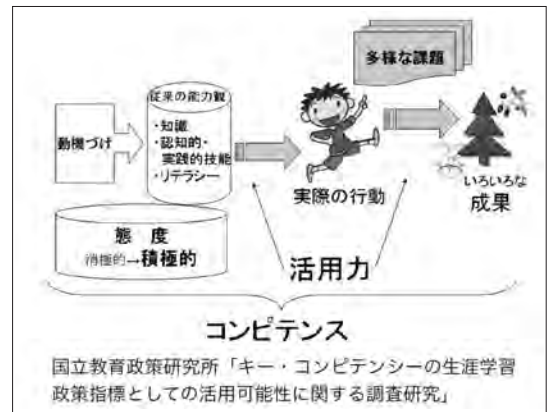 多様な課題
従来の能力観
動機づけ
・知識
・認知的・
実践的技能
・リテラシー
実際の行動
いろいろな
成果
態 度
消極的→積極的
活用力
コンピテンス
国立教育政策研究所「キー・コンピテンシーの生涯学習
政策指標としての活用可能性に関する調査研究」